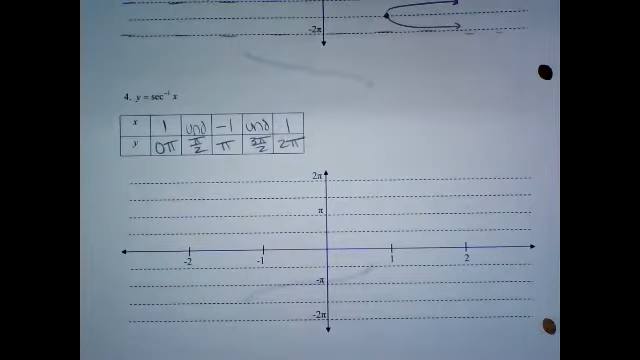 -2π
4. y = sec⁻¹ x
x 1 und -1 und 1
y 0π π/2 π 3π/2 2π
2π
π
-2 -1 1 2
-π
-2π